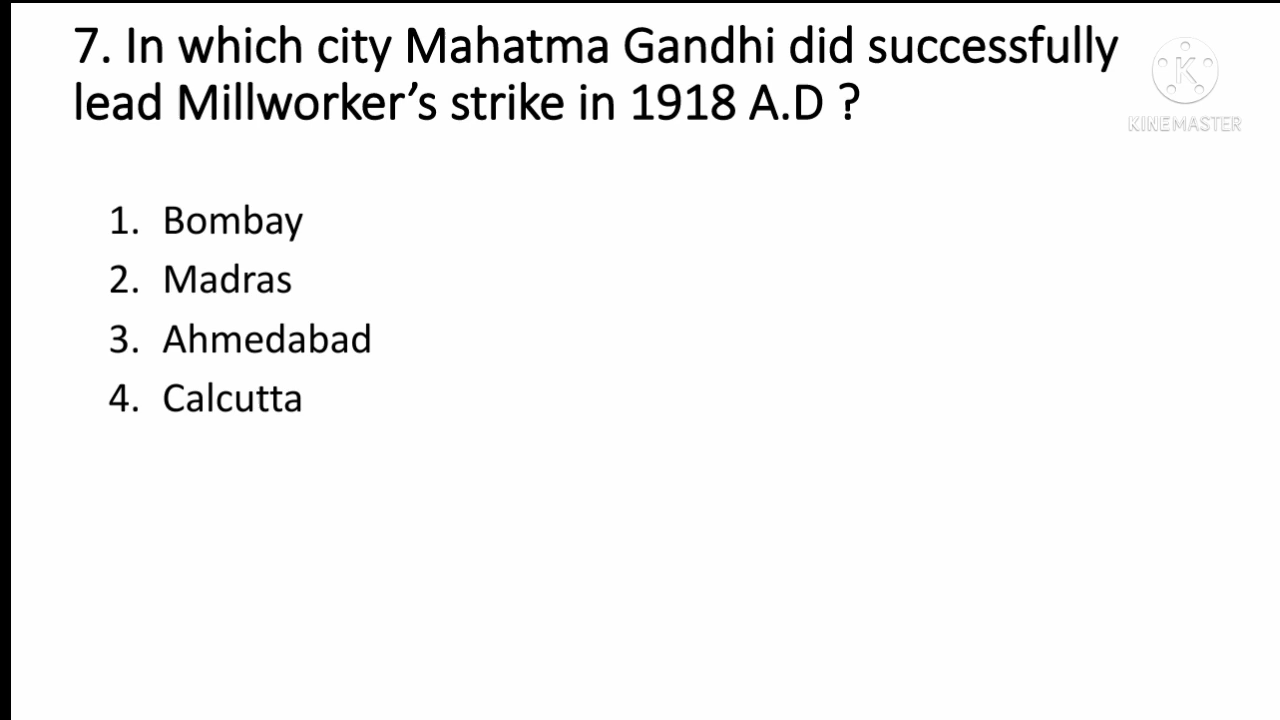 7. In which city Mahatma Gandhi did successfully
lead Millworker’s strike in 1918 A.D ?
K
KINEMASTER
1. Bombay
2. Madras
3. Ahmedabad
4. Calcutta